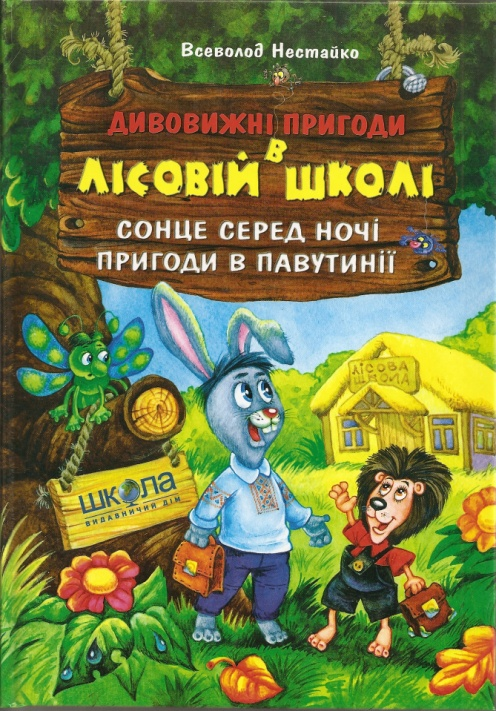 Всеволод Нестайко
ДИВОВИЖНІ ПРИГОДИ
В
ЛІСОВІЙ ШКОЛІ
СОНЦЕ СЕРЕД НОЧІ
ПРИГОДИ В ПАВУТИНІЇ
ЛІСОВА
ШКОЛА
ШКОЛА
ВИДАВНИЧИЙ ДІМ